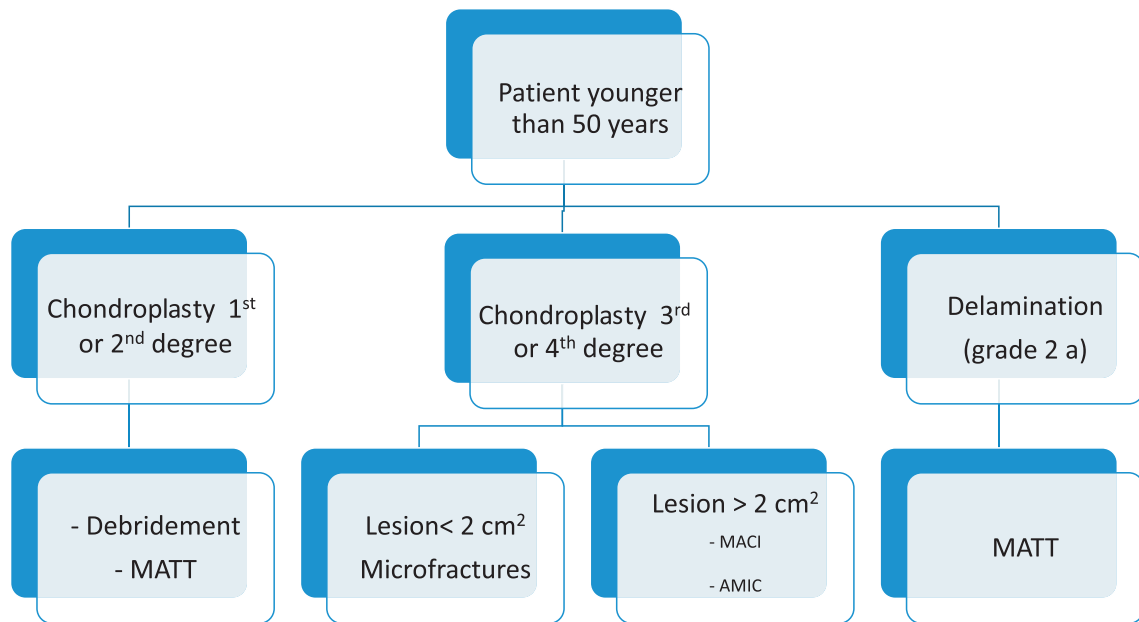 Patient younger
than 50 years
Chondroplasty 1st
or 2nd degree
Chondroplasty 3rd
or 4th degree
Delamination
(grade 2 a)
- Debridement
- MATT
Lesion< 2 cm2
Microfractures
Lesion > 2 cm2
- MACI
- AMIC
MATT